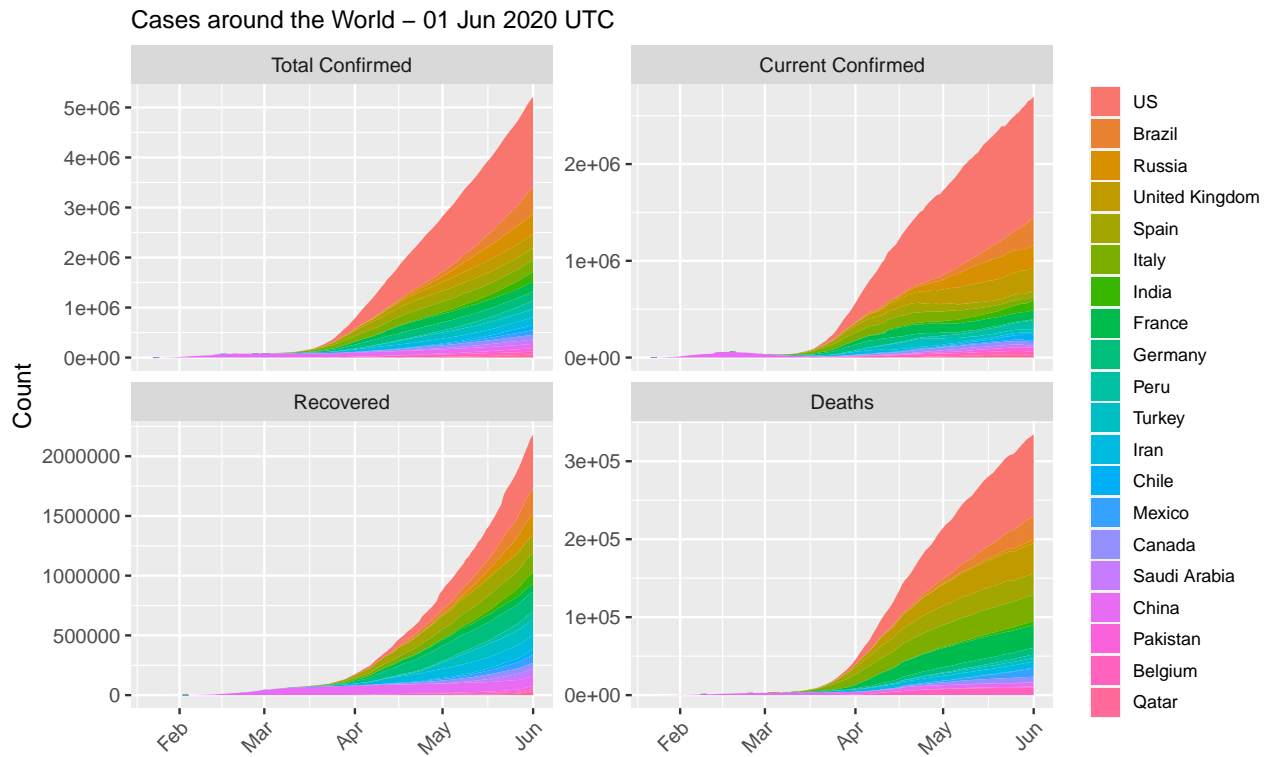 Cases around the World – 01 Jun 2020 UTC
Total Confirmed
Current Confirmed
5e+06
4e+06
3e+06
2e+06
1e+06
0e+00
2e+06
1e+06
0e+00
Count
Recovered
Deaths
2000000
1500000
1000000
500000
0
3e+05
2e+05
1e+05
0e+00
Feb
Mar
Apr
May
Jun
Feb
Mar
Apr
May
Jun
US
Brazil
Russia
United Kingdom
Spain
Italy
India
France
Germany
Peru
Turkey
Iran
Chile
Mexico
Canada
Saudi Arabia
China
Pakistan
Belgium
Qatar